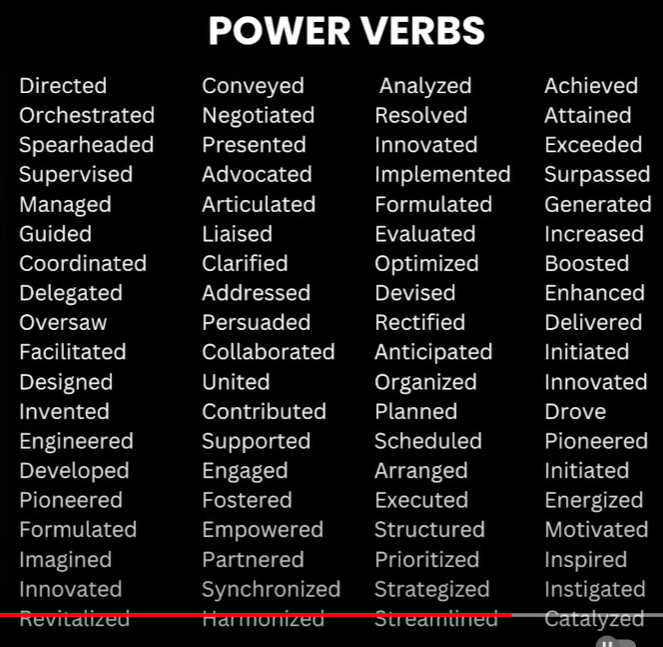 POWER VERBS
Directed Conveyed Analyzed Achieved
Orchestrated Negotiated Resolved Attained
Spearheaded Presented Innovated Exceeded
Supervised Advocated Implemented Surpassed
Managed Articulated Formulated Generated
Guided Liaised Evaluated Increased
Coordinated Clarified Optimized Boosted
Delegated Addressed Devised Enhanced
Oversaw Persuaded Rectified Delivered
Facilitated Collaborated Anticipated Initiated
Designed United Organized Innovated
Invented Contributed Planned Drove
Engineered Supported Scheduled Pioneered
Developed Engaged Arranged Initiated
Pioneered Fostered Executed Energized
Formulated Empowered Structured Motivated
Imagined Partnered Prioritized Inspired
Innovated Synchronized Strategized Instigated
Revitalized Harmonized Streamlined Catalyzed